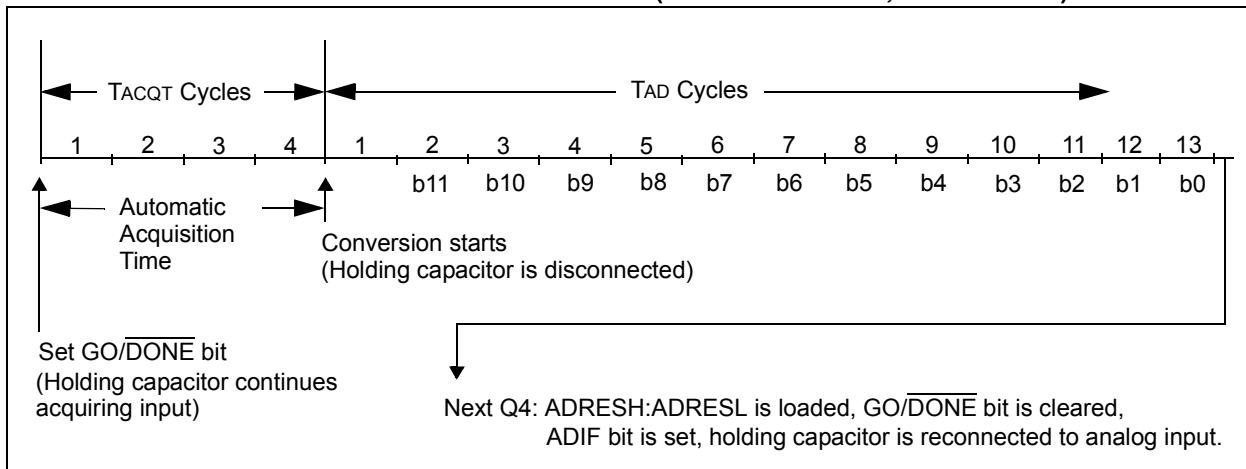 TACQT Cycles TAD Cycles
1 2 3 4 1 2 3 4 5 6 7 8 9 10 11 12 13
b11 b10 b9 b8 b7 b6 b5 b4 b3 b2 b1 b0
Automatic
Acquisition
Time
Conversion starts
(Holding capacitor is disconnected)
Set GO/DONE bit
(Holding capacitor continues
acquiring input)
Next Q4: ADRESH:ADRESL is loaded, GO/DONE bit is cleared,
ADIF bit is set, holding capacitor is reconnected to analog input.